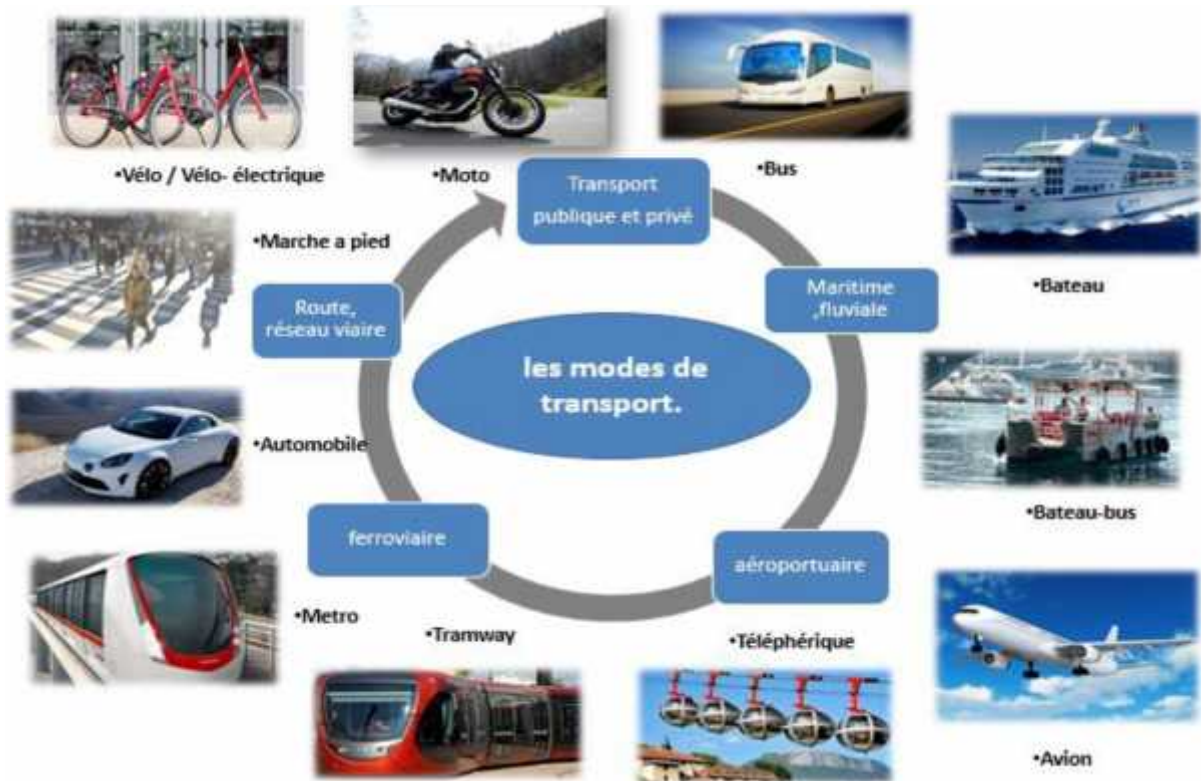 •Vélo / Vélo- électrique
•Moto
•Bus
Transport
publique et privé
•Marche a pied
Maritime
,fluviale
•Bateau
Route,
réseau viaire
les modes de
transport.
•Automobile
•Bateau-bus
ferroviaire
aéroportuaire
•Metro
•Tramway
•Téléphérique
•Avion